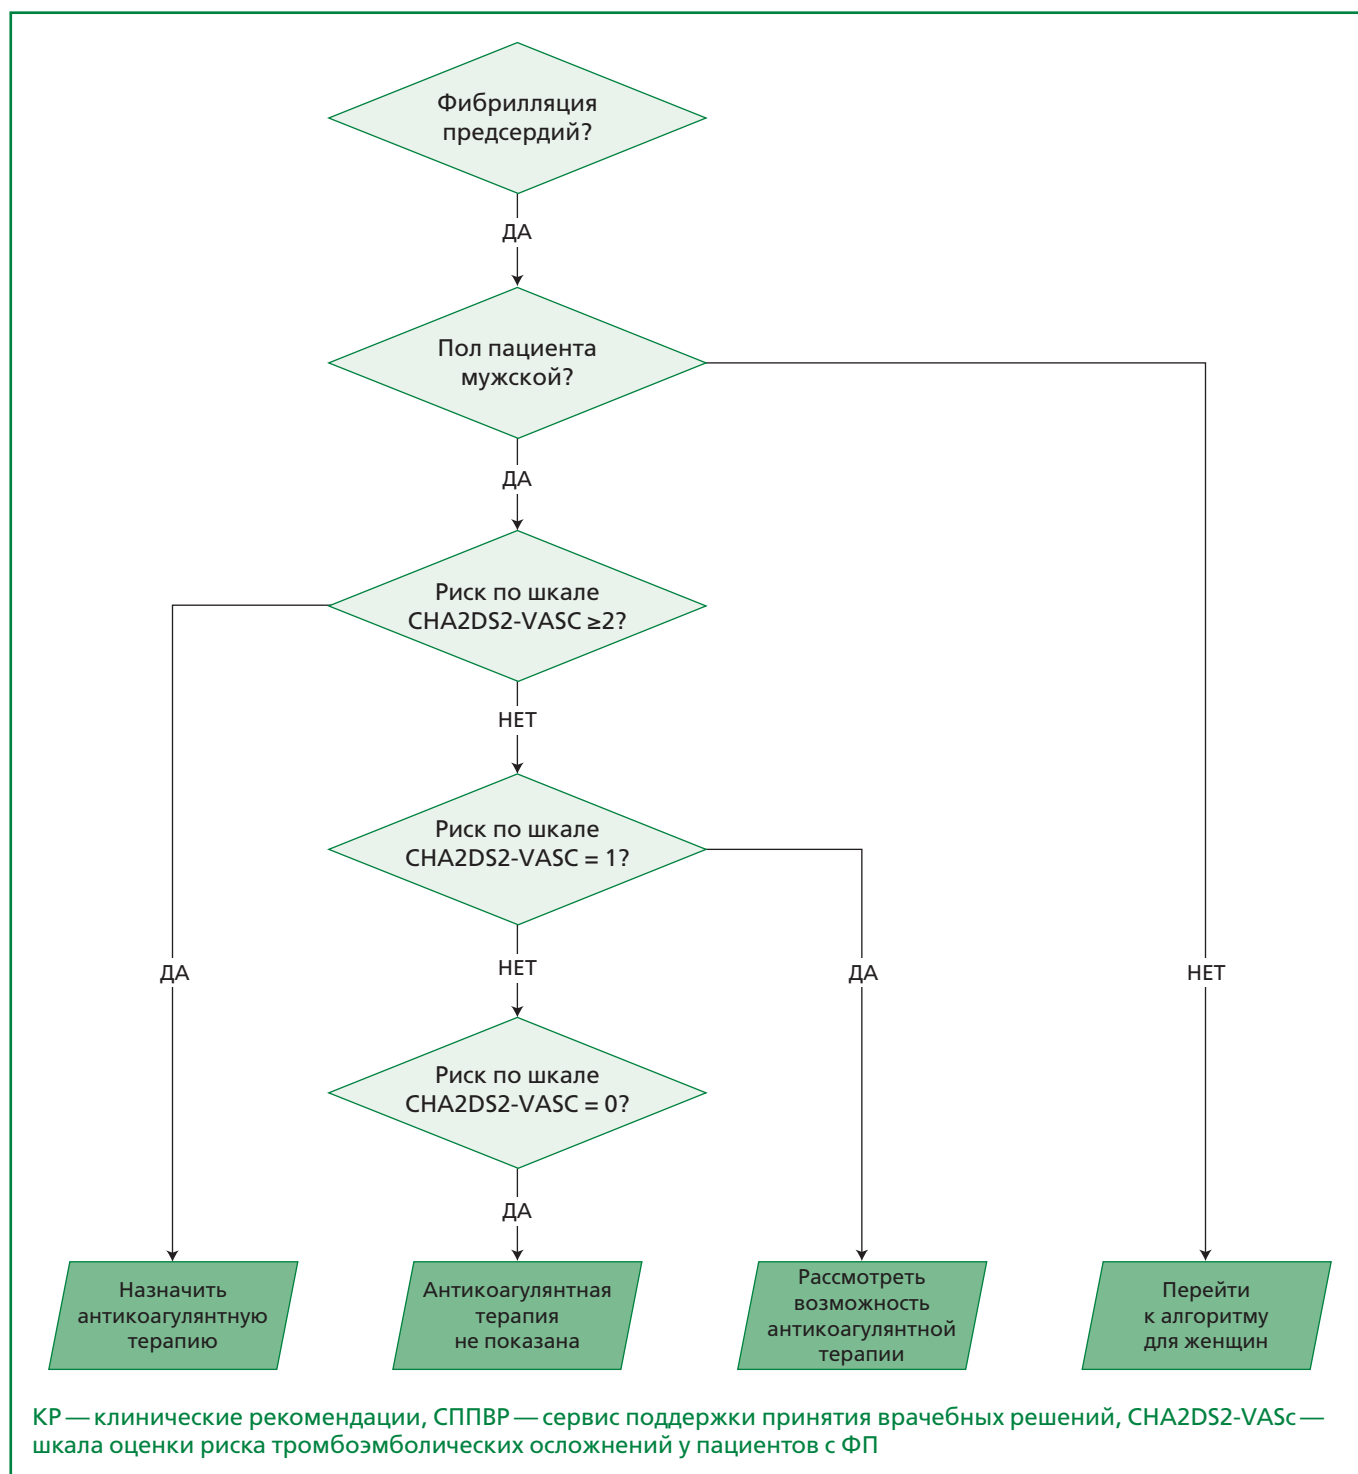 Фибрилляция
предсердий?
ДА
Пол пациента
мужской?
ДА
Риск по шкале
CHA2DS2-VASC ≥2?
НЕТ
Риск по шкале
CHA2DS2-VASC = 1?
ДА
НЕТ
ДА
НЕТ
Риск по шкале
CHA2DS2-VASC = 0?
ДА
Назначить
антикоагулянтную
терапию
Антикоагулянтная
терапия
не показана
Рассмотреть
возможность
антикоагулянтной
терапии
Перейти
к алгоритму
для женщин
КР — клинические рекомендации, СППВР — сервис поддержки принятия врачебных решений, CHA2DS2-VASc —
шкала оценки риска тромбоэмболических осложнений у пациентов с ФП